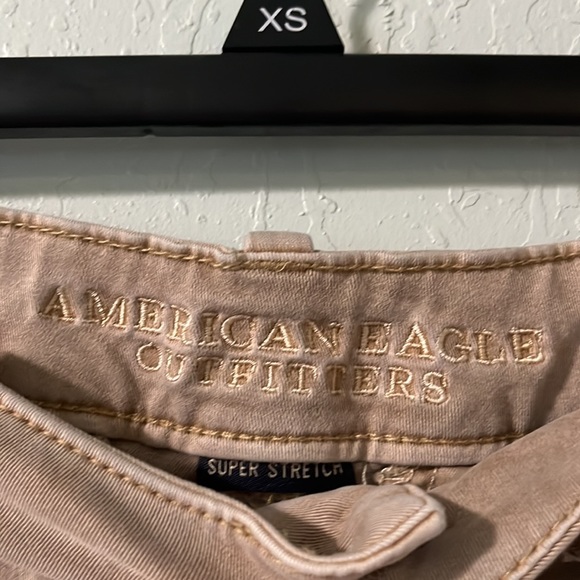 XS
AMERICAN EAGLE
OUTFITTERS
SUPER STRETCH